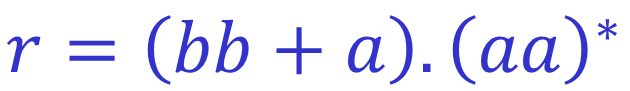 r = (bb + a).(aa)*